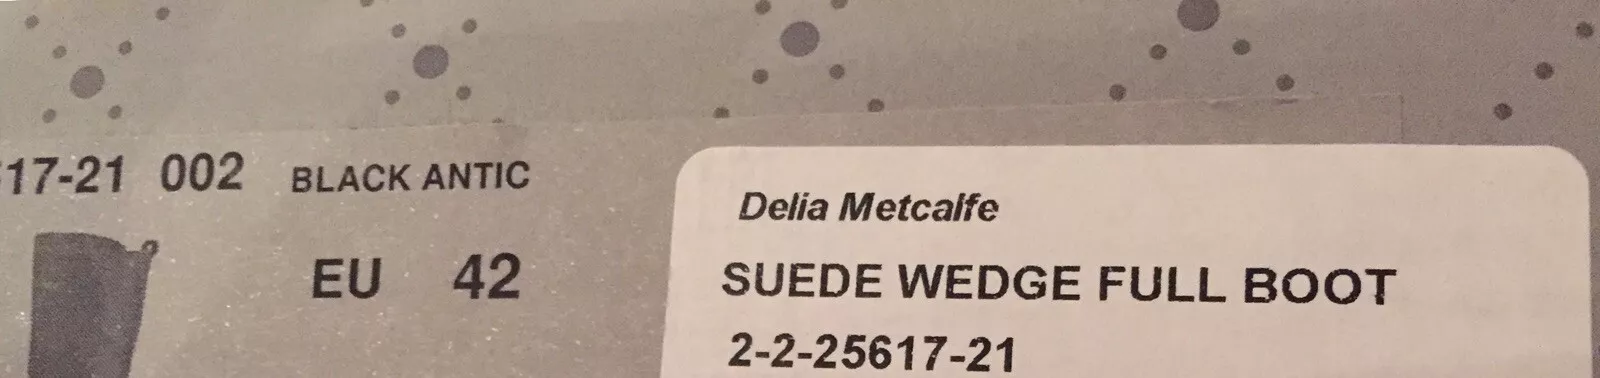 17-21 002 BLACK ANTIC
EU 42
Delia Metcalfe
SUEDE WEDGE FULL BOOT
2-2-25617-21